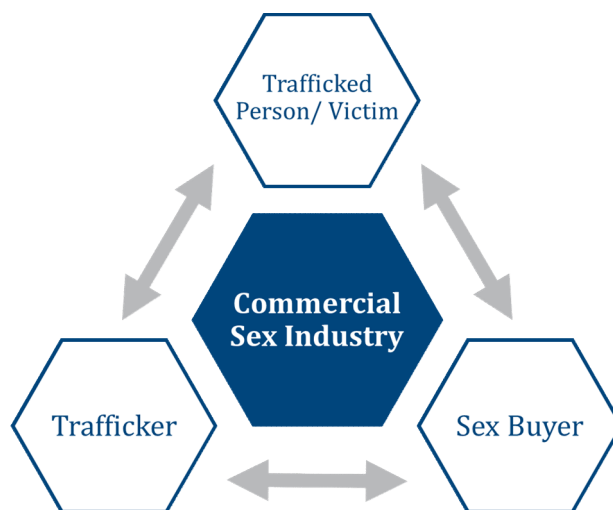 Trafficked
Person/ Victim
Commercial
Sex Industry
Trafficker
Sex Buyer